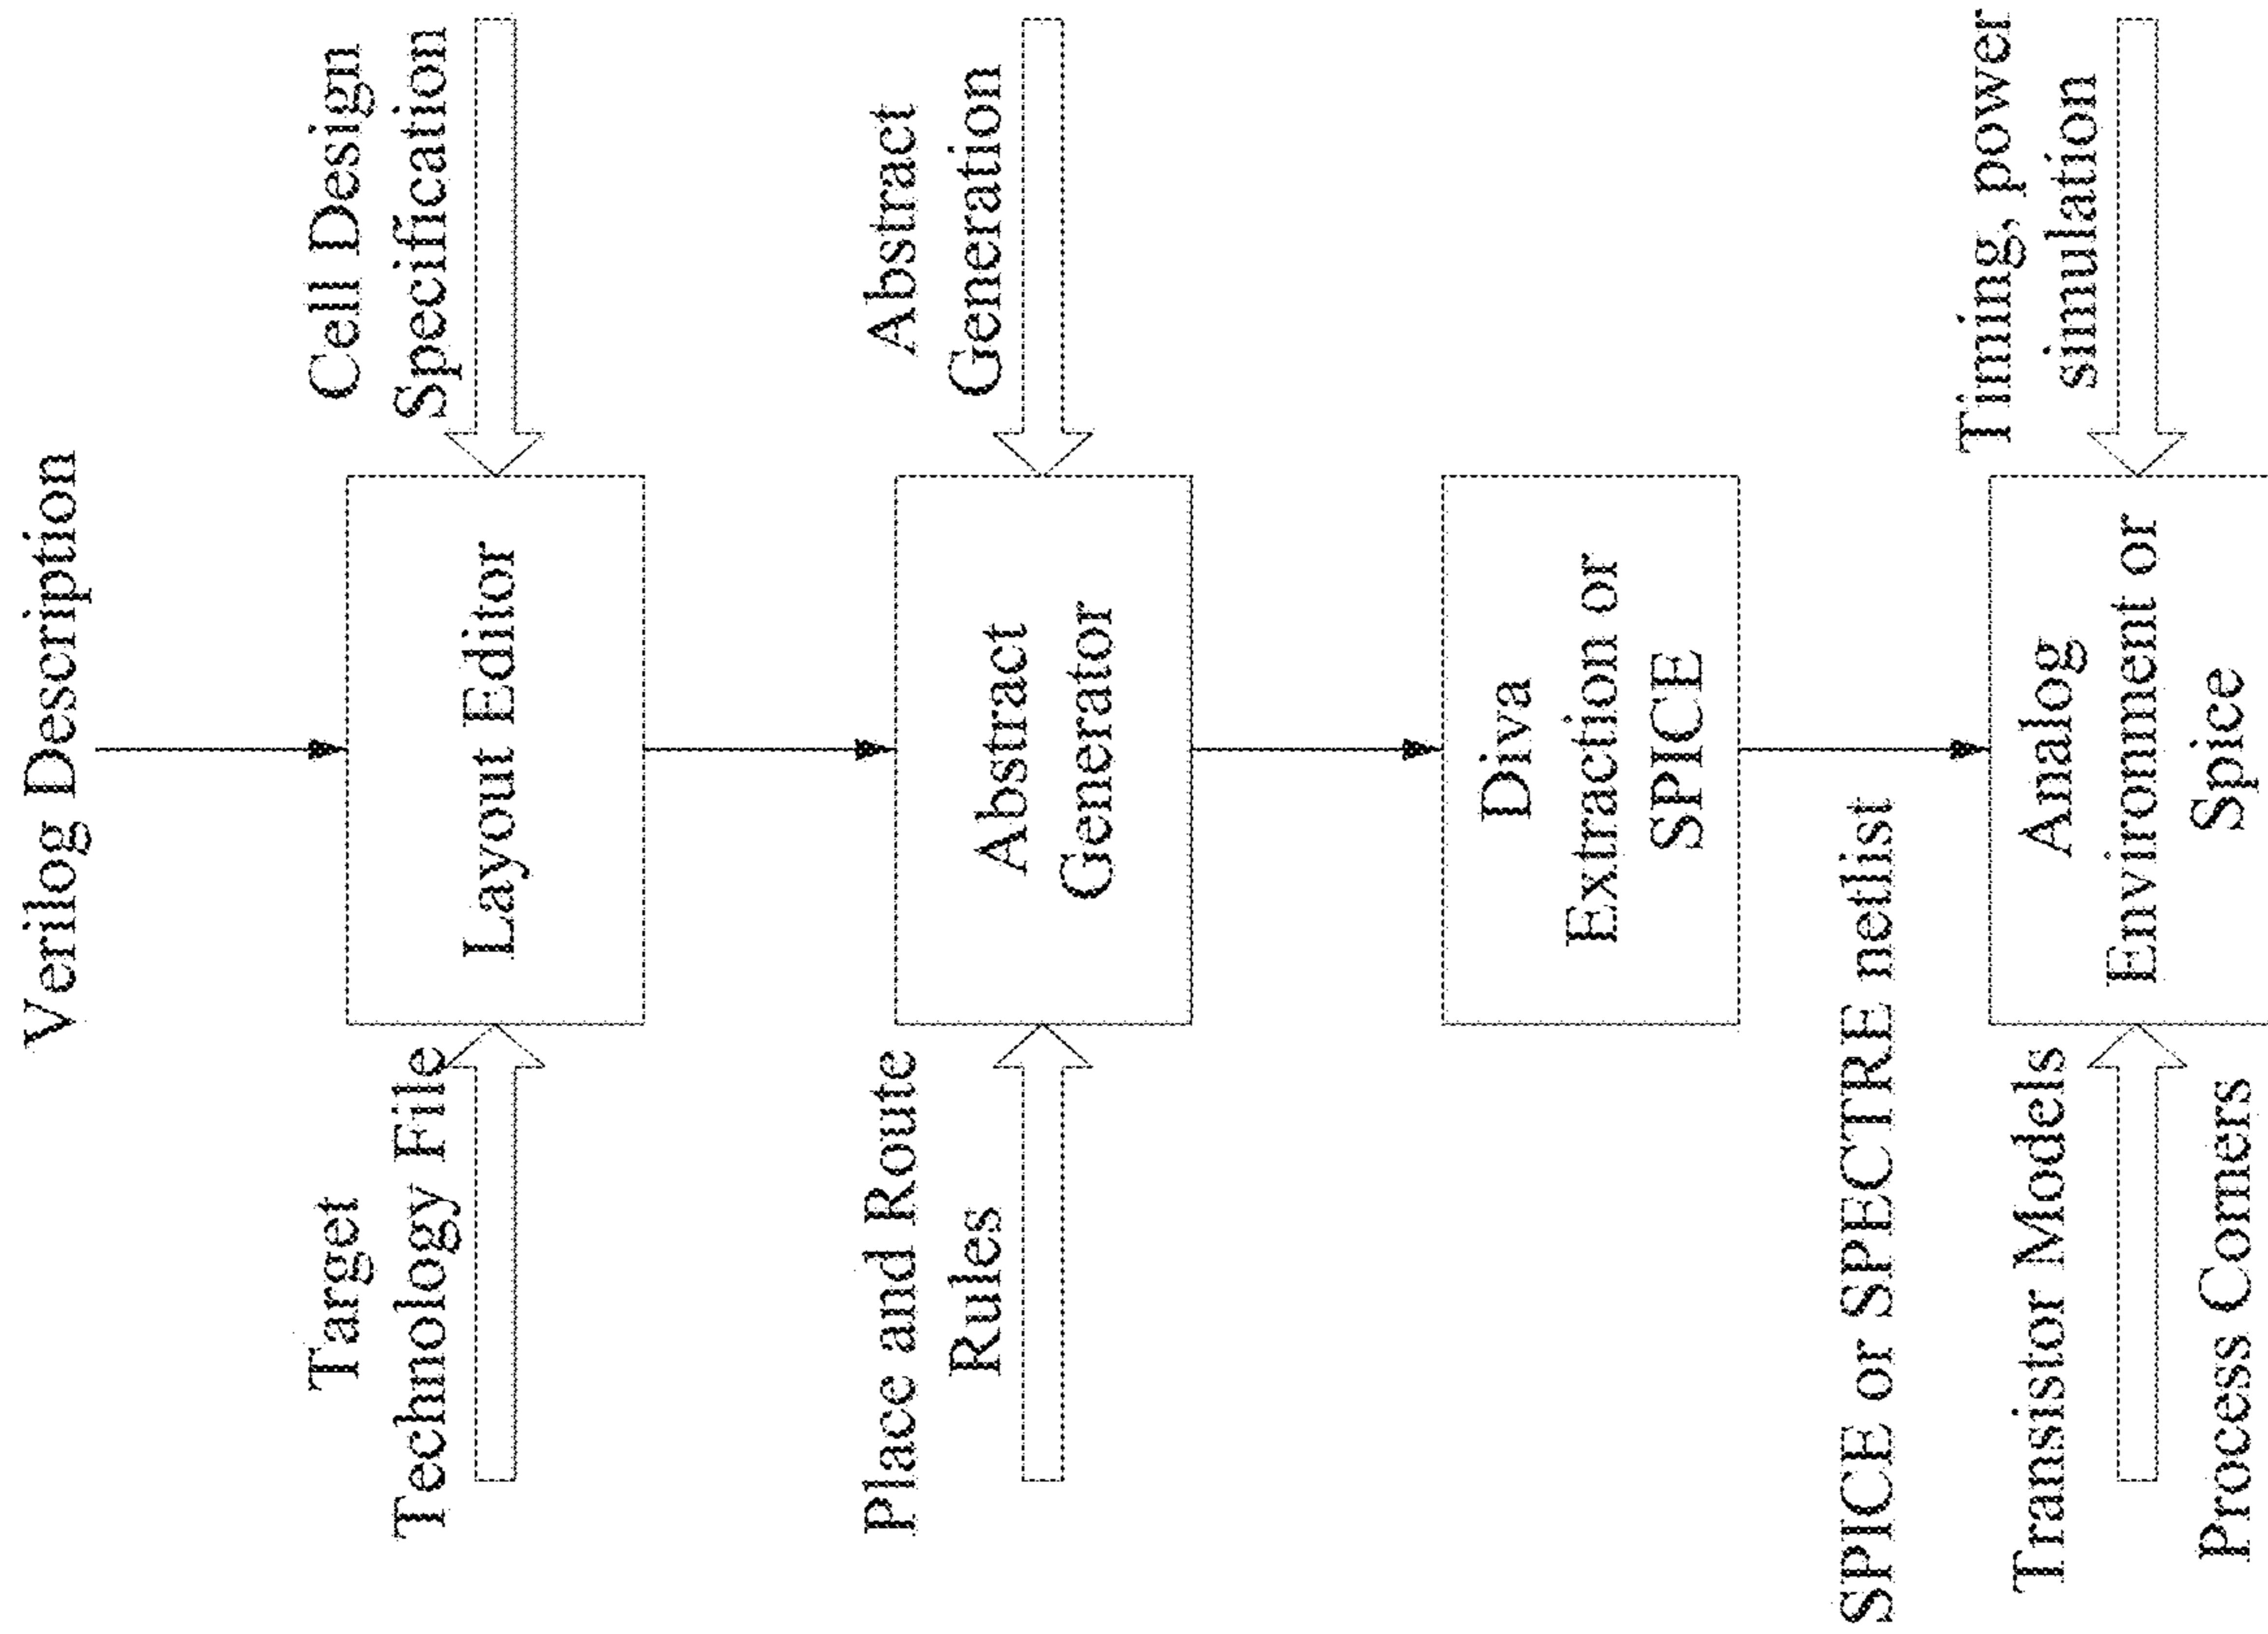 Verilog Description
Target
Technology File
Cell Design
Specification
Layout Editor
Place and Route
Rules
Abstract
Generation
Abstract
Generator
Diva
Extraction or
SPICE
SPICE or SPECTRE netlist
Transistor Models
Process Corners
Timing, power
simulation
Analog
Environment or
Spice